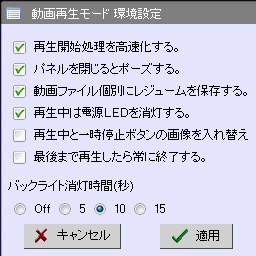 動画再生モード 環境設定
再生開始処理を高速化する。
パネルを閉じるとポーズする。
動画ファイル個別にレジュームを保存する。
再生中は電源LEDを消灯する。
再生中と一時停止ボタンの画像を入れ替え
最後まで再生したら常に終了する。
バックライト消灯時間(秒)
Off 5 10 15
キャンセル 適用